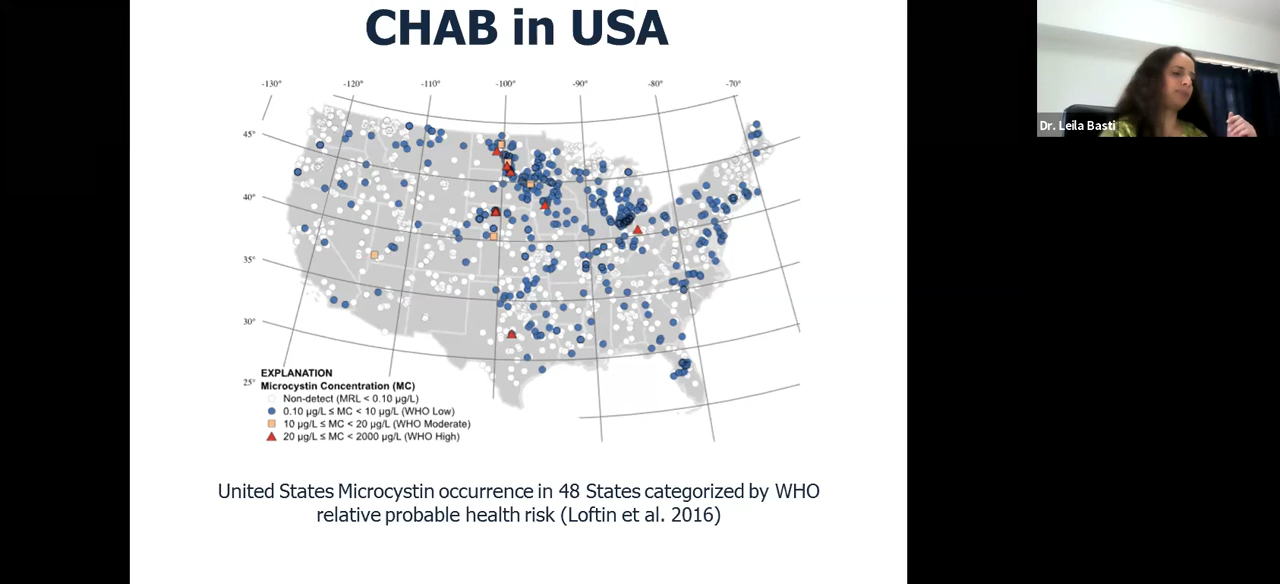 CHAB in USA
-130° -120° -110° -100° -90° -80° -70°
45°
40°
35°
30°
25°
EXPLANATION
Microcystin Concentration (MC)
Non-detect (MRL < 0.10 µg/L)
0.10 µg/L ≤ MC < 10 µg/L (WHO Low)
10 µg/L ≤ MC < 20 µg/L (WHO Moderate)
20 µg/L ≤ MC < 2000 µg/L (WHO High)
United States Microcystin occurrence in 48 States categorized by WHO
relative probable health risk (Loftin et al. 2016)
Dr. Leila Basti